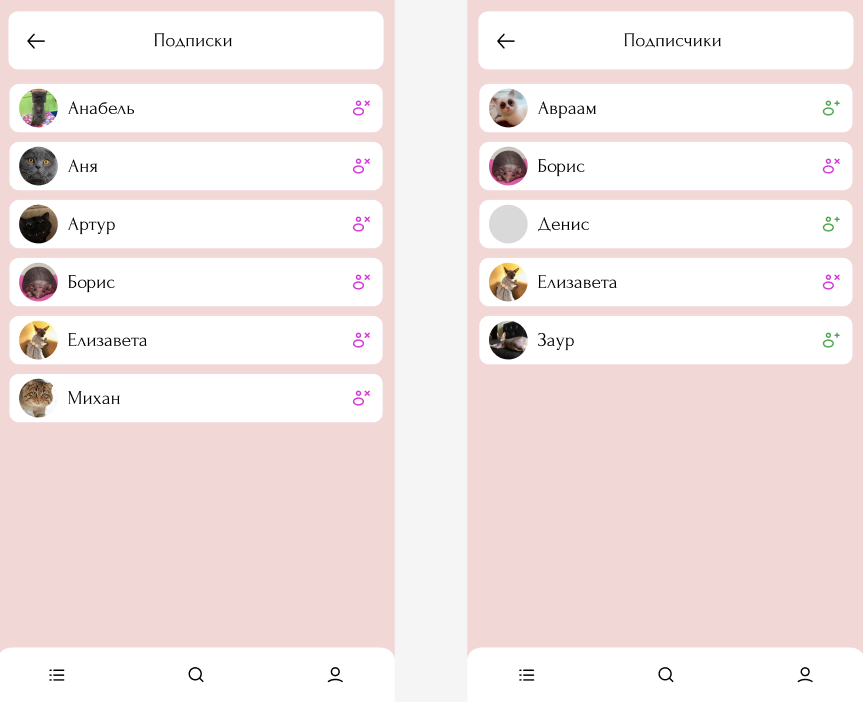 Подписки
Анабель
Аня
Артур
Борис
Елизавета
Михан
Подписчики
Авраам
Борис
Денис
Елизавета
Заур